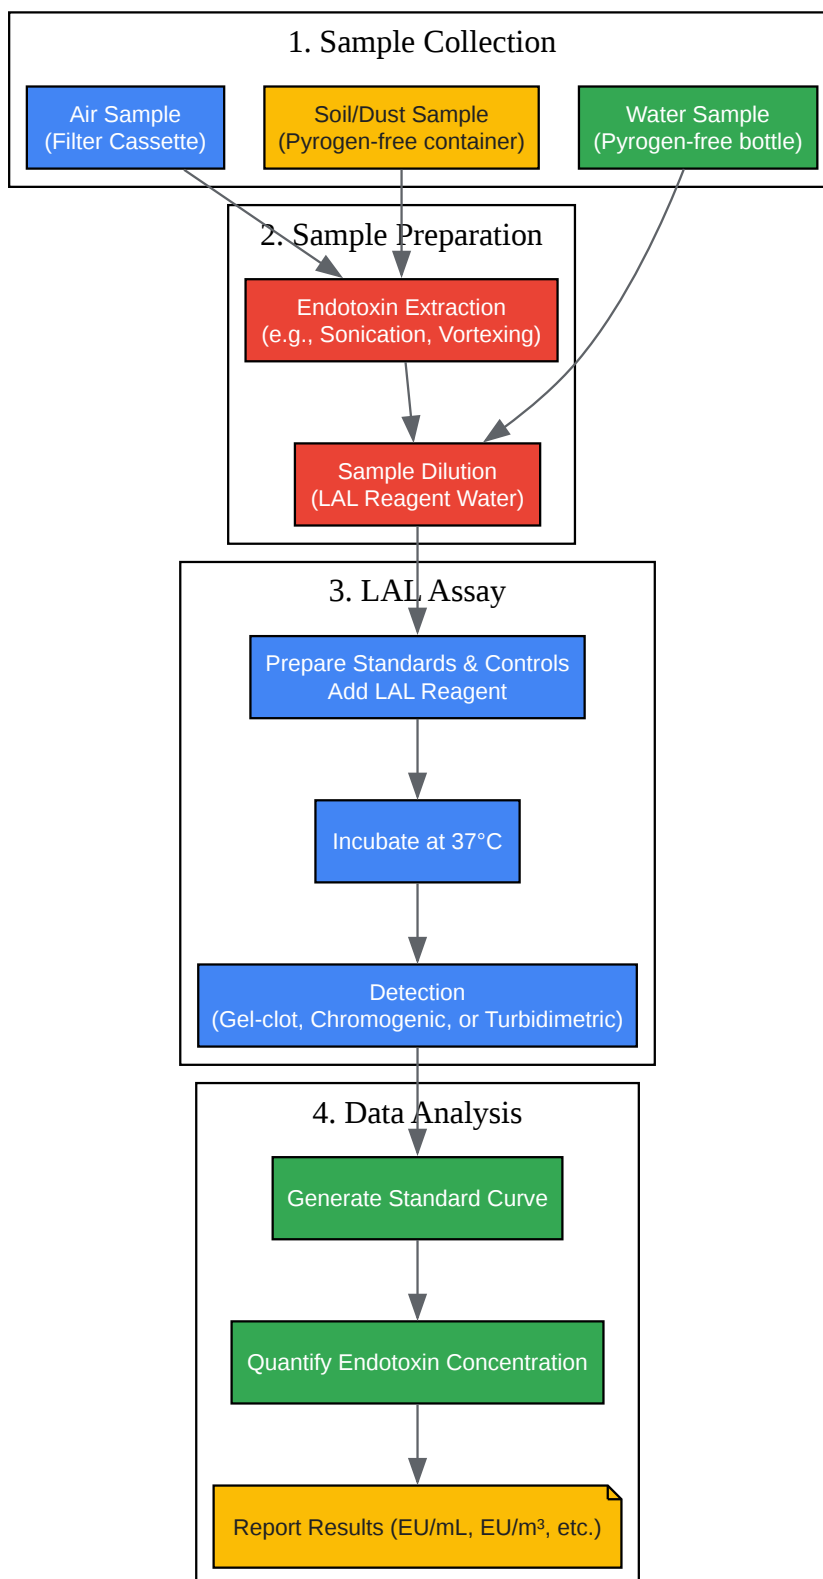 1. Sample Collection
Air Sample
(Filter Cassette)
Soil/Dust Sample
(Pyrogen-free container)
Water Sample
(Pyrogen-free bottle)
2. Sample Preparation
Endotoxin Extraction
(e.g., Sonication, Vortexing)
Sample Dilution
(LAL Reagent Water)
3. LAL Assay
Prepare Standards & Controls
Add LAL Reagent
Incubate at 37°C
Detection
(Gel-clot, Chromogenic, or Turbidimetric)
4. Data Analysis
Generate Standard Curve
Quantify Endotoxin Concentration
Report Results (EU/mL, EU/m³, etc.)